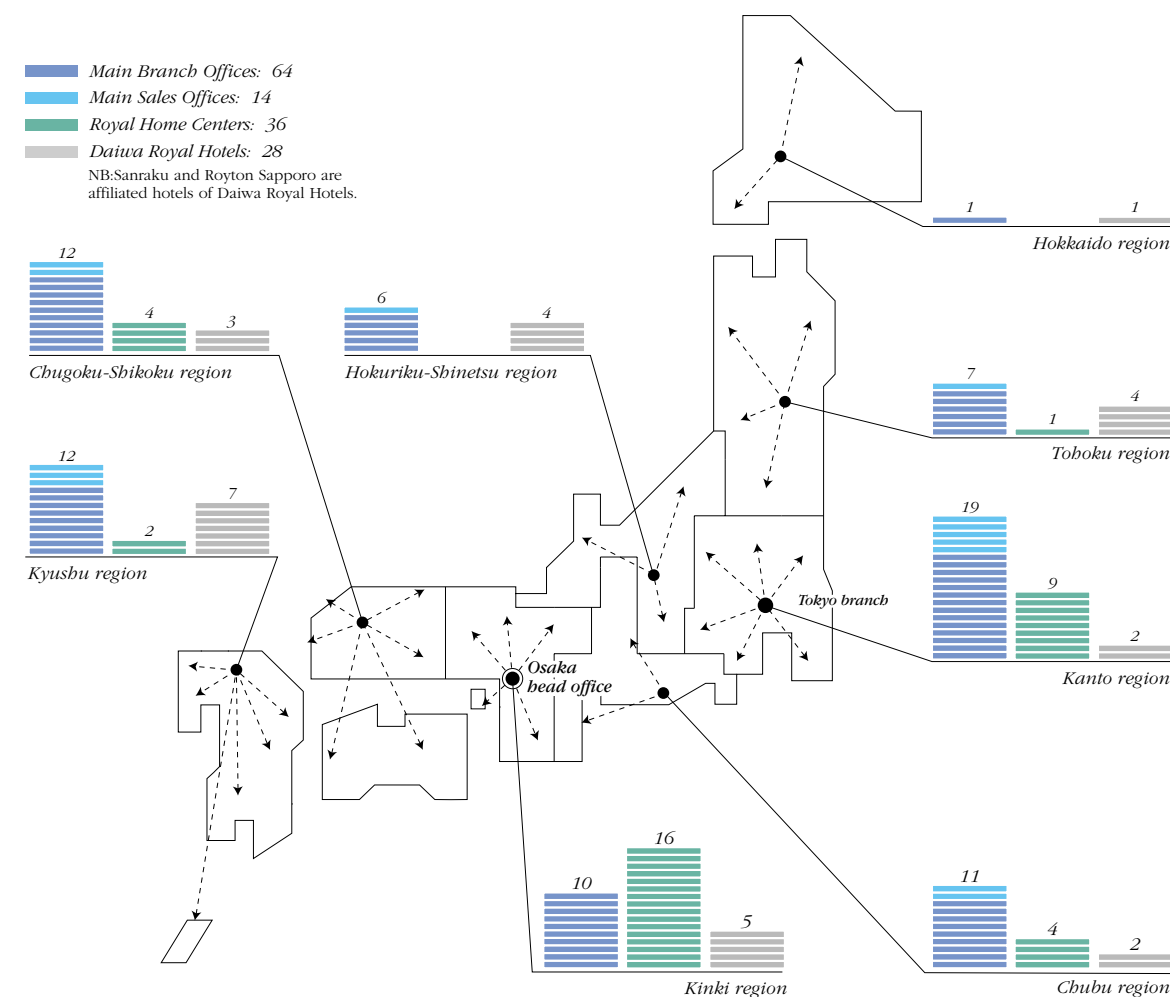 Main Branch Offices: 64
Main Sales Offices: 14
Royal Home Centers: 36
Daiwa Royal Hotels: 28
NB:Sanraku and Royton Sapporo are
affiliated hotels of Daiwa Royal Hotels.
1
1
Hokkaido region
12
4
3
Chugoku-Shikoku region
6
4
Hokuriku-Shinetsu region
7
1
4
Tohoku region
12
2
7
Kyushu region
19
9
2
Kanto region
Tokyo branch
Osaka
head office
10
16
5
Kinki region
11
4
2
Chubu region